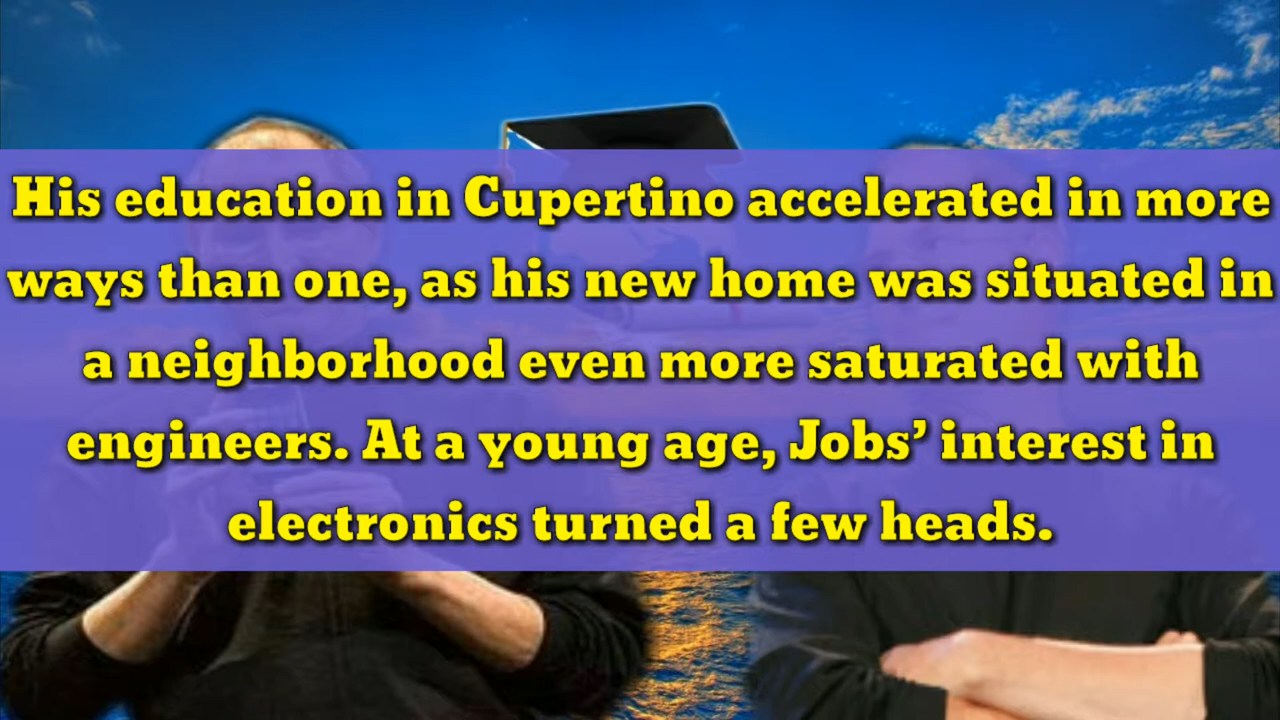 His education in Cupertino accelerated in more
ways than one, as his new home was situated in
a neighborhood even more saturated with
engineers. At a young age, Jobs’ interest in
electronics turned a few heads.